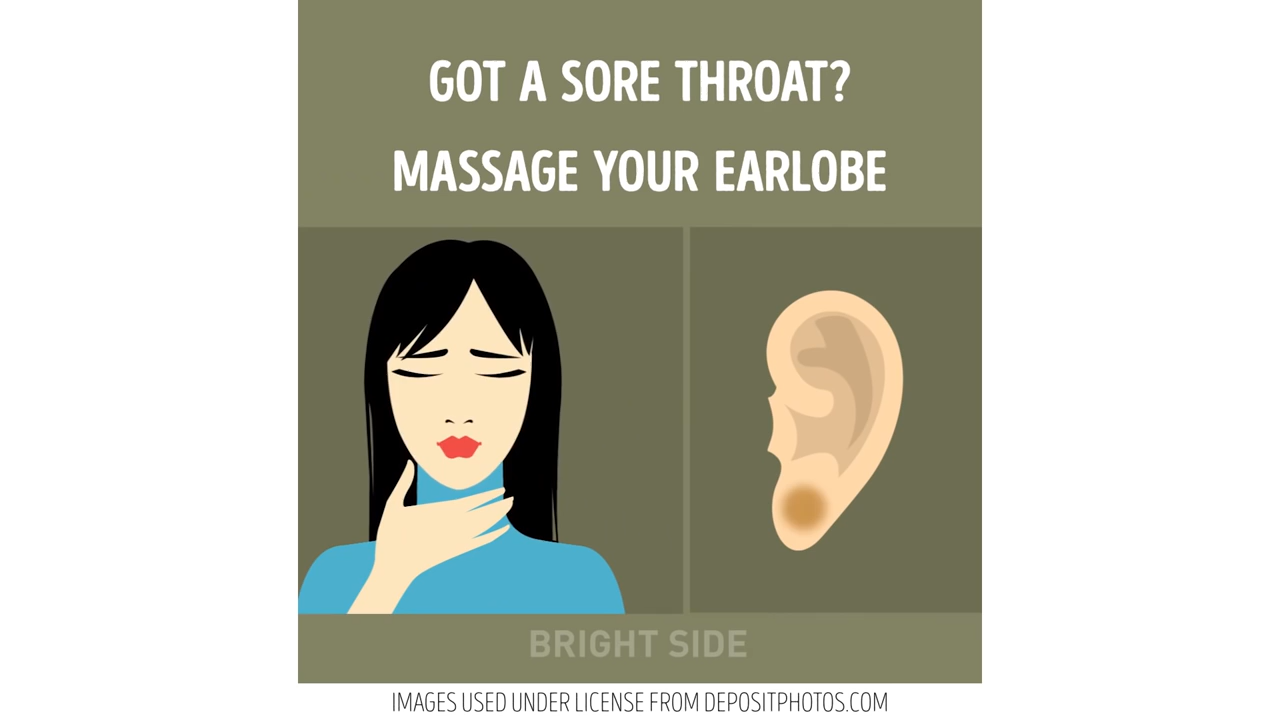 GOT A SORE THROAT?
MASSAGE YOUR EARLOBE
BRIGHT SIDE
IMAGES USED UNDER LICENSE FROM DEPOSITPHOTOS.COM